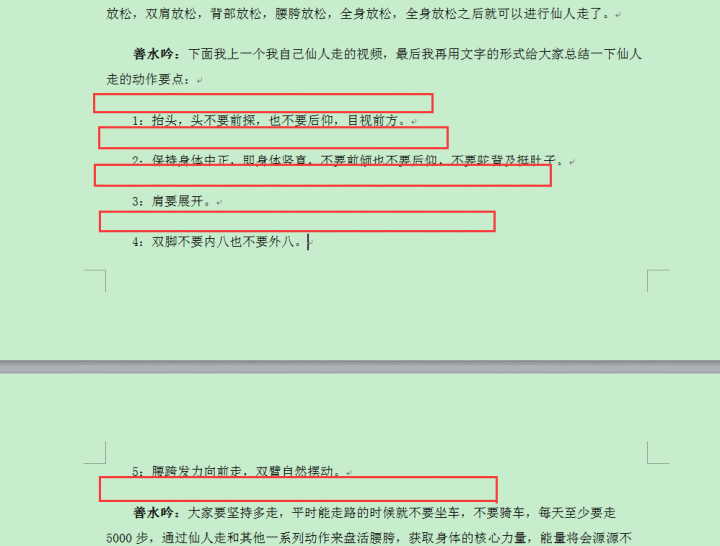 放松，双肩放松，背部放松，腰胯放松，全身放松，全身放松之后就可以进行仙人走了。
善水吟：下面我上一个我自己仙人走的视频，最后我再用文字的形式给大家总结一下仙人
走的动作要点：
1：抬头，头不要前探，也不要后仰，目视前方。
2：保持身体中正，即身体竖直，不要前倾也不要后仰，不要驼背及挺肚子。
3：肩要展开。
4：双脚不要内八也不要外八。
5：腰跨发力向前走，双臂自然摆动。
善水吟：大家要坚持多走，平时能走路的时候就不要坐车，不要骑车，每天至少要走
5000 步，通过仙人走和其他一系列动作来盘活腰胯，获取身体的核心力量，能量将会源源不